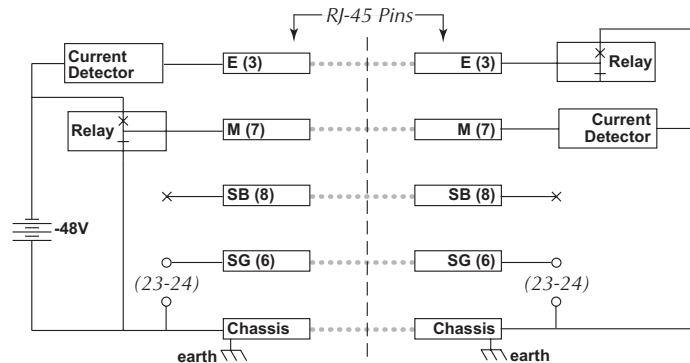 RJ-45 Pins
Current
Detector
E (3)
E (3)
Relay
Relay
M (7)
M (7)
Current
Detector
SB (8)
SB (8)
-48V
SG (6)
SG (6)
(23-24)
(23-24)
Chassis
Chassis
earth
earth